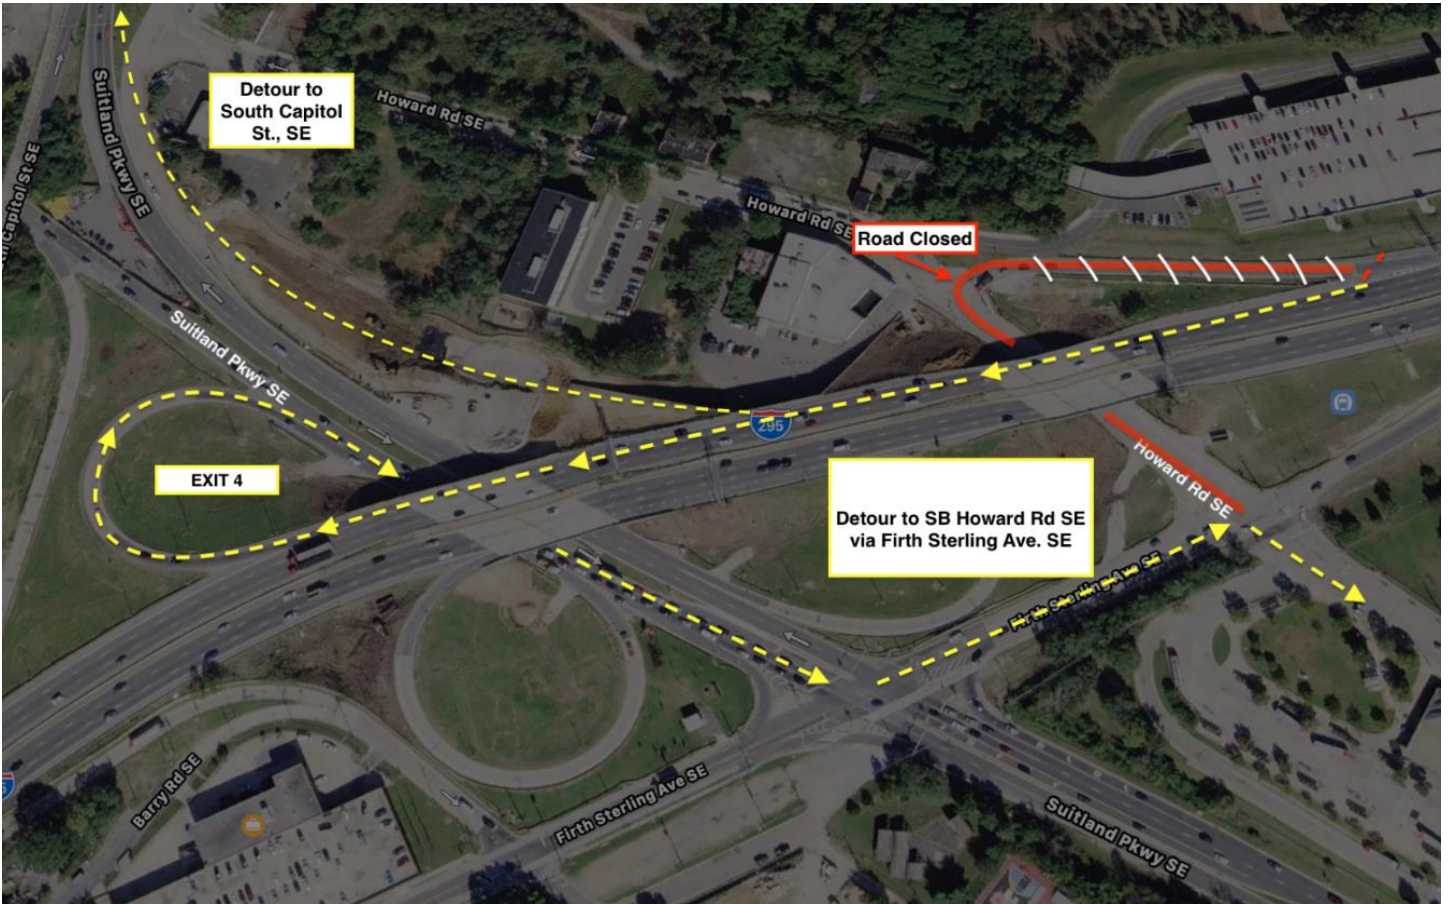 Detour to
South Capitol
St., SE
Suitland Pkwy SE
Howard Rd SE
Capitol St SE
Howard Rd SE
Road Closed
Suitland Pkwy SE
295
EXIT 4
Howard Rd SE
Detour to SB Howard Rd SE
via Firth Sterling Ave. SE
Firth Sterling Ave SE
Barry Rd SE
Firth Sterling Ave SE
Suitland Pkwy SE